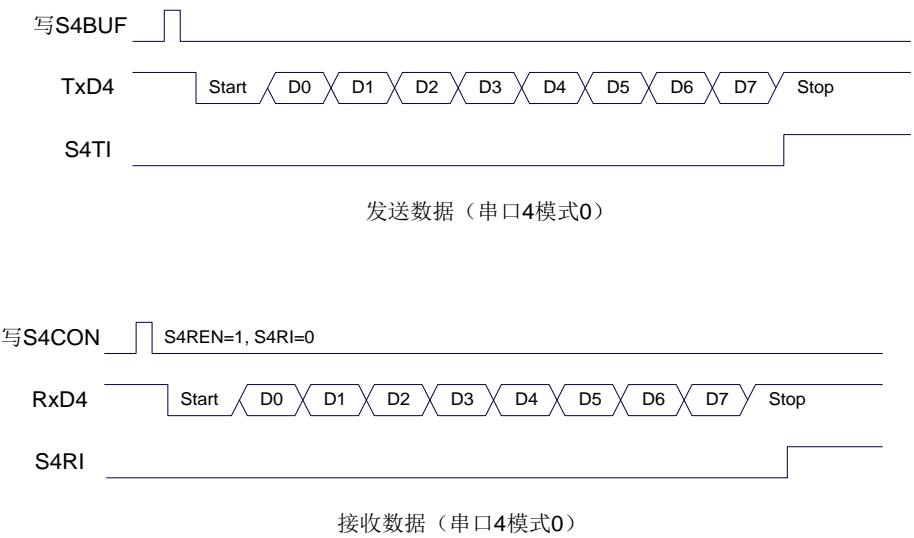 写S4BUF
TxD4 Start D0 D1 D2 D3 D4 D5 D6 D7 Stop
S4TI
发送数据（串口4模式0）
写S4CON S4REN=1, S4RI=0
RxD4 Start D0 D1 D2 D3 D4 D5 D6 D7 Stop
S4RI
接收数据（串口4模式0）